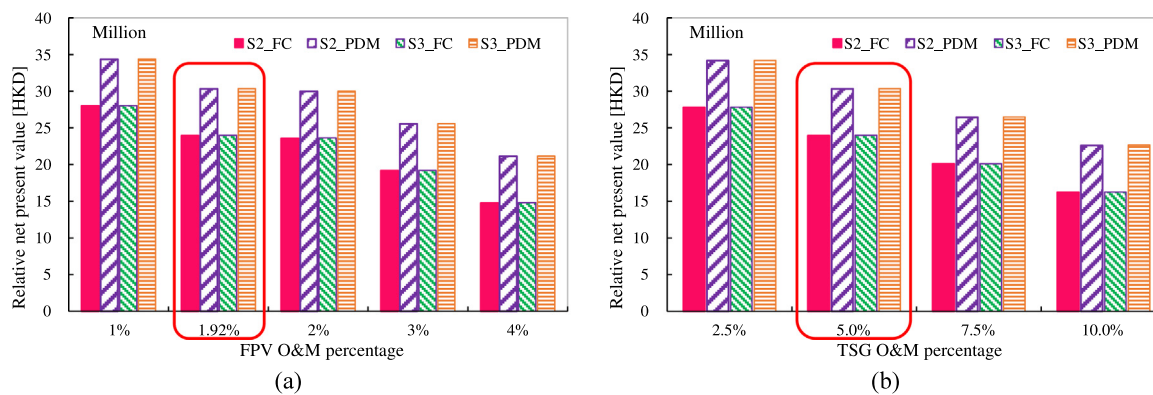 Million
S2_FC S2_PDM S3_FC S3_PDM
Relative net present value [HKD]
40
35
30
25
20
15
10
5
0
1% 1.92% 2% 3% 4%
FPV O&M percentage
(a)
Million
S2_FC S2_PDM S3_FC S3_PDM
Relative net present value [HKD]
40
35
30
25
20
15
10
5
0
2.5% 5.0% 7.5% 10.0%
TSG O&M percentage
(b)